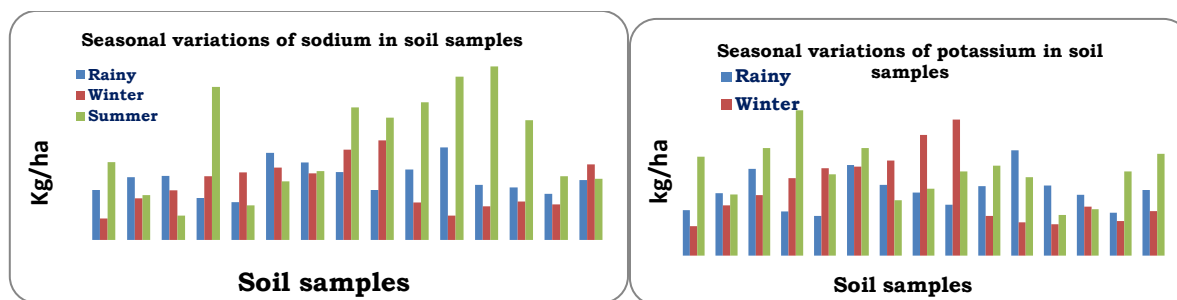 Seasonal variations of sodium in soil samples
Rainy
Winter
Summer
Kg/ha
Soil samples
Seasonal variations of potassium in soil
samples
Rainy
Winter
Kg/ha
Soil samples